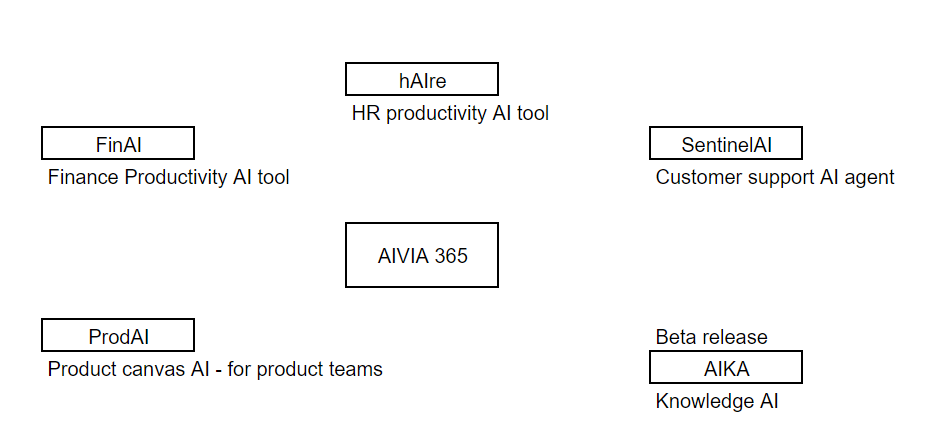 hAIre
HR productivity AI tool
FinAI
Finance Productivity AI tool
SentinelAI
Customer support AI agent
AIVIA 365
ProdAI
Product canvas AI - for product teams
Beta release
AIKA
Knowledge AI